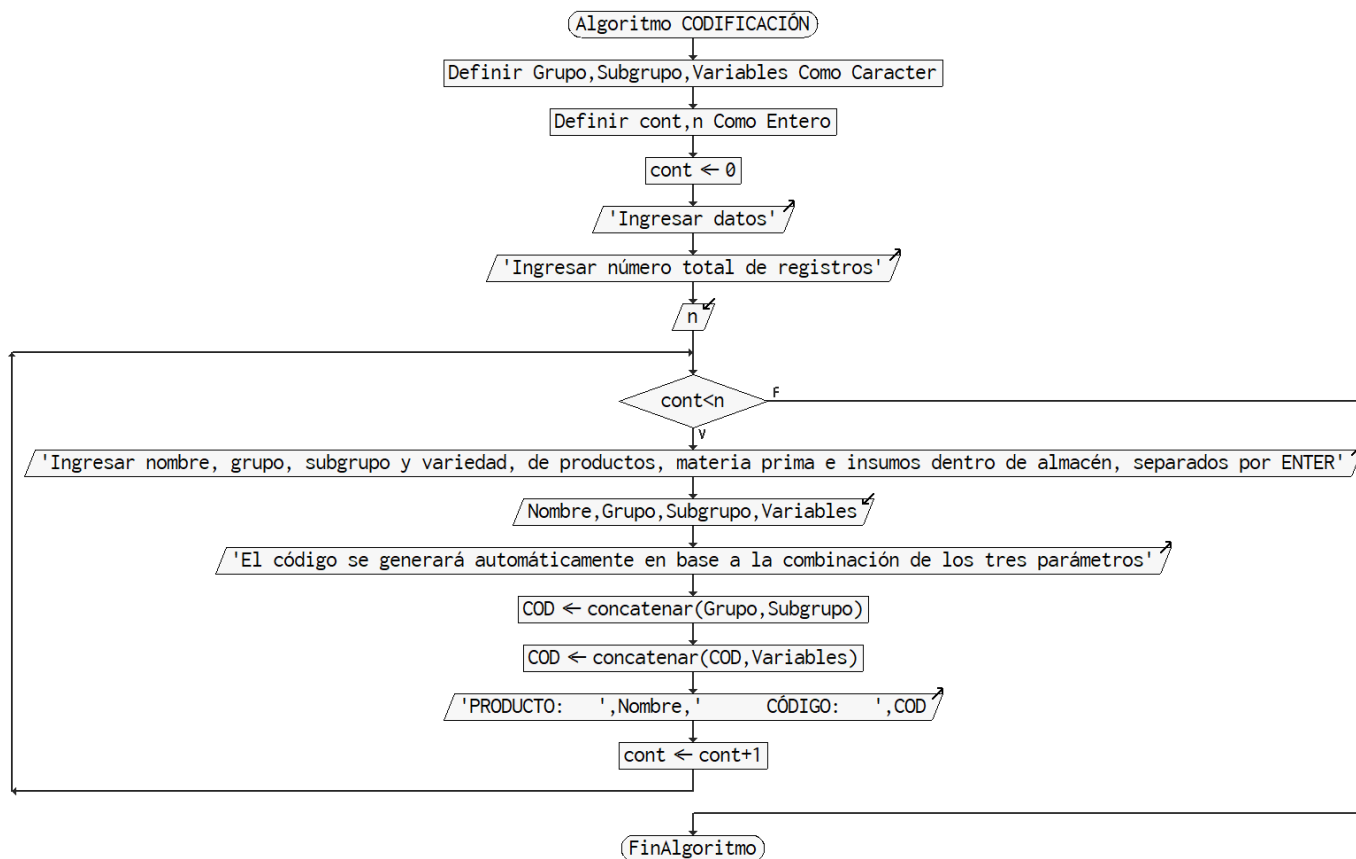 Algoritmo CODIFICACIÓN
Definir Grupo,Subgrupo,Variables Como Caracter
Definir cont,n Como Entero
cont ← 0
'Ingresar datos'
'Ingresar número total de registros'
n
cont<n
F
V
'Ingresar nombre, grupo, subgrupo y variedad, de productos, materia prima e insumos dentro de almacén, separados por ENTER'
Nombre,Grupo,Subgrupo,Variables
'El código se generará automáticamente en base a la combinación de los tres parámetros'
COD ← concatenar(Grupo,Subgrupo)
COD ← concatenar(COD,Variables)
'PRODUCTO:   ',Nombre,'      CÓDIGO:   ',COD
cont ← cont+1
FinAlgoritmo